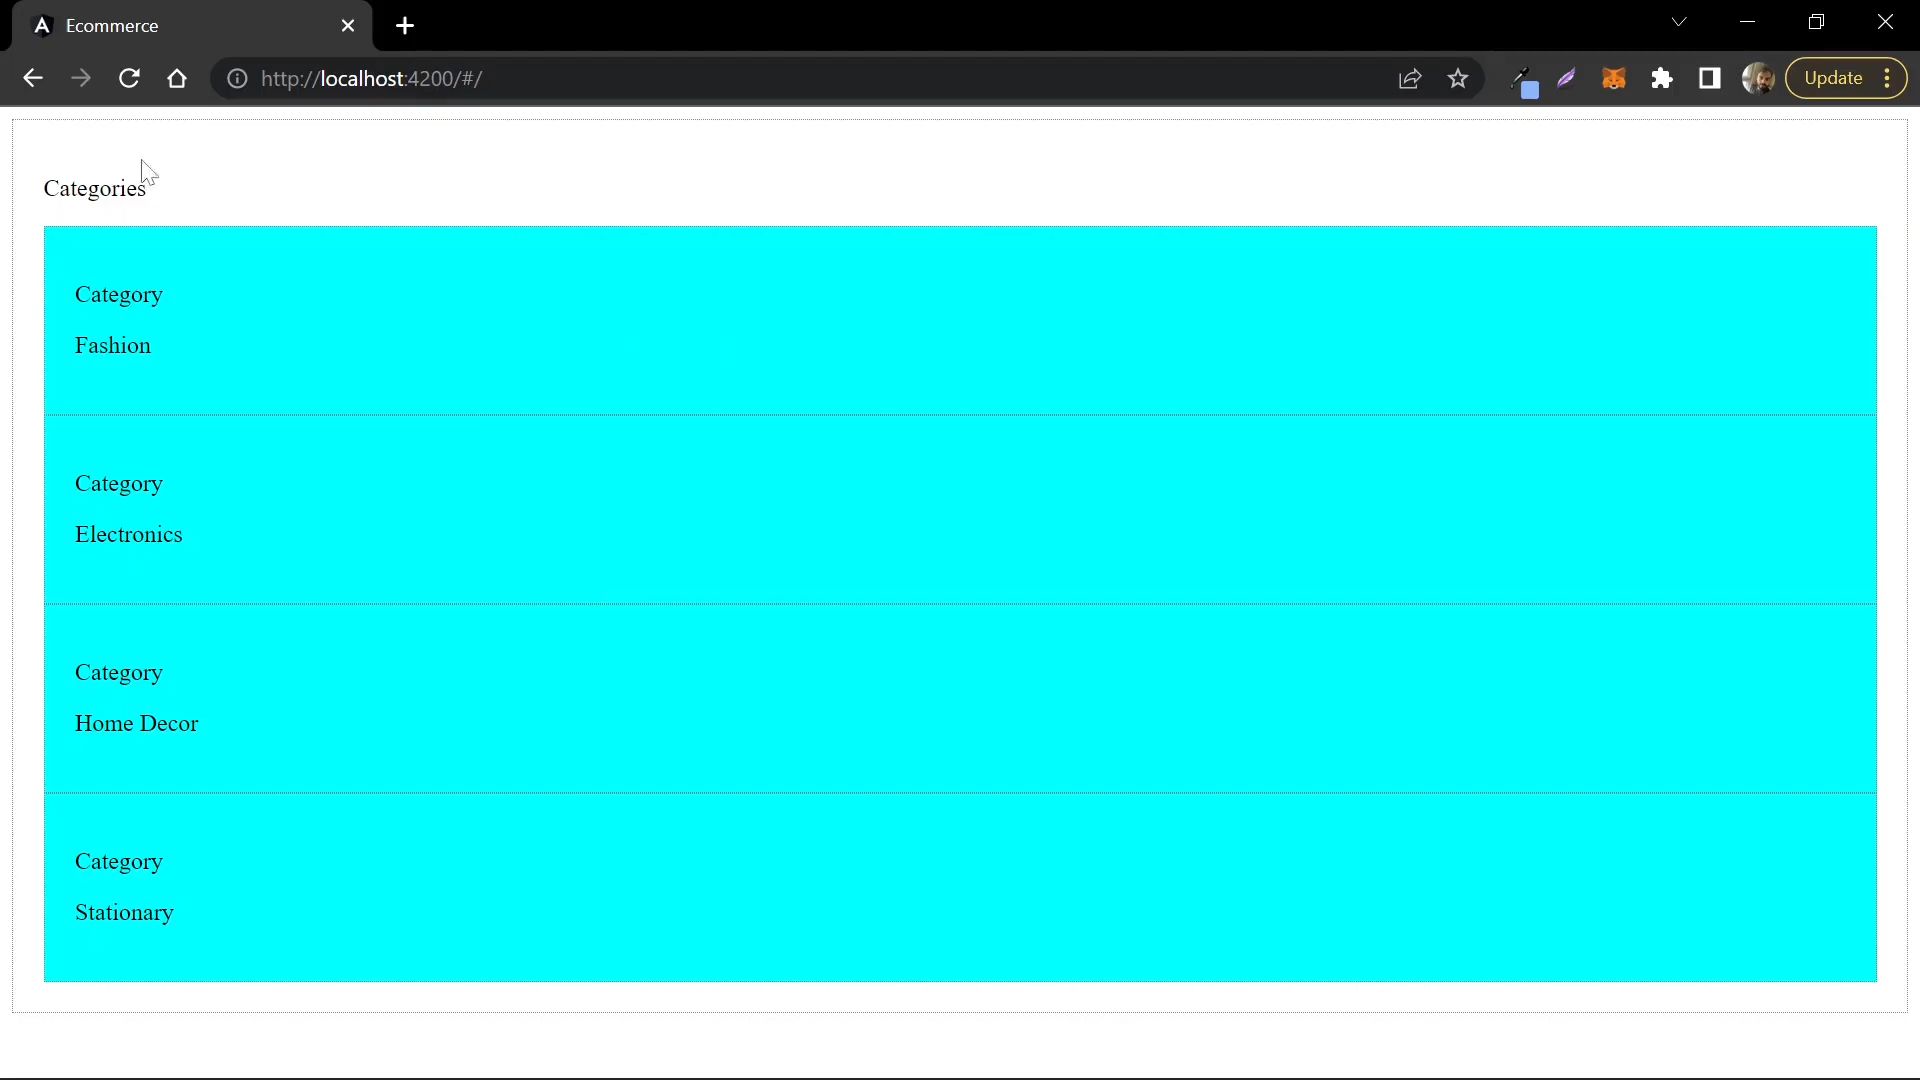 Ecommerce
http://localhost:4200/#/
Update
Categories
Category
Fashion
Category
Electronics
Category
Home Decor
Category
Stationary